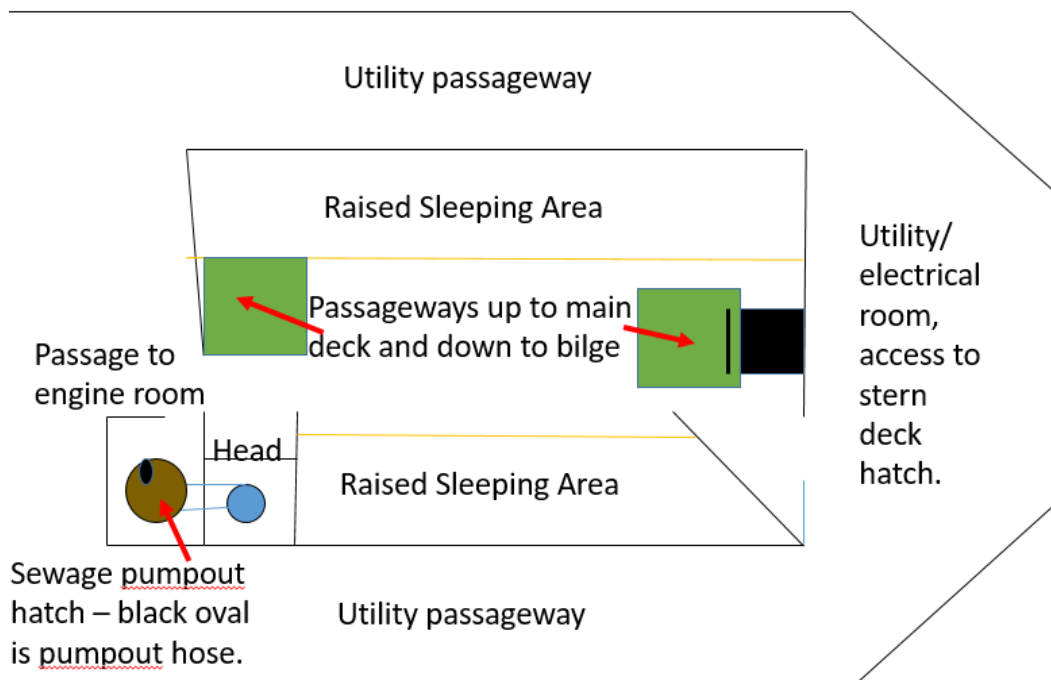 Utility passageway
Raised Sleeping Area
Utility/
electrical
room,
access to
stern
deck
hatch.
Passageways up to main
deck and down to bilge
Passage to
engine room
Head
Raised Sleeping Area
Sewage pumpout
hatch – black oval
is pumpout hose.
Utility passageway